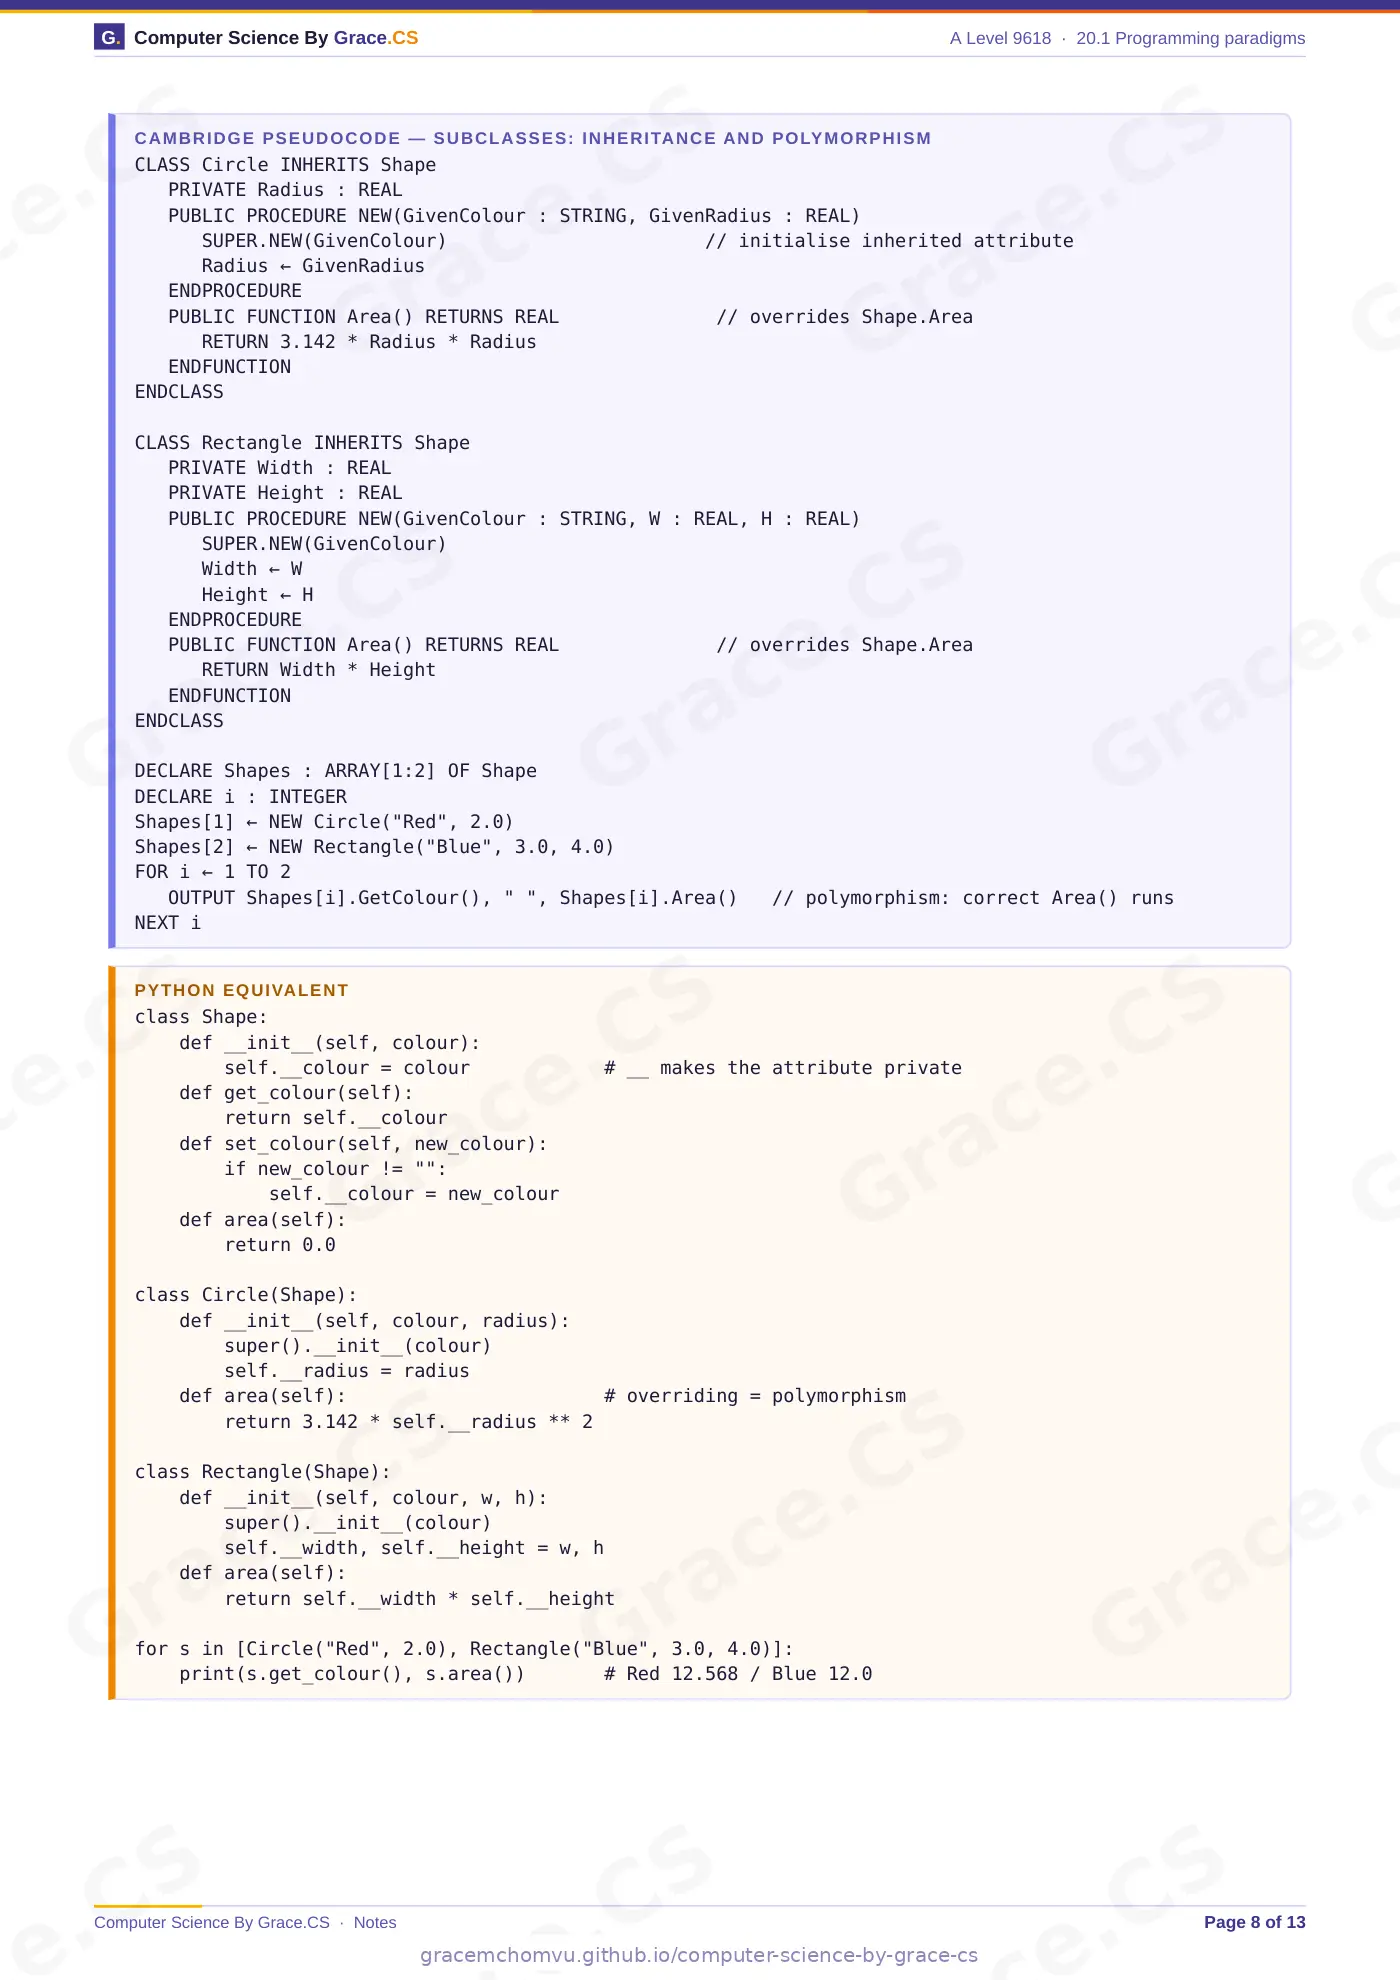 G. Computer Science By Grace.CS
A Level 9618 · 20.1 Programming paradigms
CAMBRIDGE PSEUDOCODE — SUBCLASSES: INHERITANCE AND POLYMORPHISM
CLASS Circle INHERITS Shape
   PRIVATE Radius : REAL
   PUBLIC PROCEDURE NEW(GivenColour : STRING, GivenRadius : REAL)
      SUPER.NEW(GivenColour)                       // initialise inherited attribute
      Radius ← GivenRadius
   ENDPROCEDURE
   PUBLIC FUNCTION Area() RETURNS REAL              // overrides Shape.Area
      RETURN 3.142 * Radius * Radius
   ENDFUNCTION
ENDCLASS

CLASS Rectangle INHERITS Shape
   PRIVATE Width : REAL
   PRIVATE Height : REAL
   PUBLIC PROCEDURE NEW(GivenColour : STRING, W : REAL, H : REAL)
      SUPER.NEW(GivenColour)
      Width ← W
      Height ← H
   ENDPROCEDURE
   PUBLIC FUNCTION Area() RETURNS REAL              // overrides Shape.Area
      RETURN Width * Height
   ENDFUNCTION
ENDCLASS

DECLARE Shapes : ARRAY[1:2] OF Shape
DECLARE i : INTEGER
Shapes[1] ← NEW Circle("Red", 2.0)
Shapes[2] ← NEW Rectangle("Blue", 3.0, 4.0)
FOR i ← 1 TO 2
   OUTPUT Shapes[i].GetColour(), " ", Shapes[i].Area()   // polymorphism: correct Area() runs
NEXT i
PYTHON EQUIVALENT
class Shape:
    def __init__(self, colour):
        self.__colour = colour            # __ makes the attribute private
    def get_colour(self):
        return self.__colour
    def set_colour(self, new_colour):
        if new_colour != "":
            self.__colour = new_colour
    def area(self):
        return 0.0

class Circle(Shape):
    def __init__(self, colour, radius):
        super().__init__(colour)
        self.__radius = radius
    def area(self):                       # overriding = polymorphism
        return 3.142 * self.__radius ** 2

class Rectangle(Shape):
    def __init__(self, colour, w, h):
        super().__init__(colour)
        self.__width, self.__height = w, h
    def area(self):
        return self.__width * self.__height

for s in [Circle("Red", 2.0), Rectangle("Blue", 3.0, 4.0)]:
    print(s.get_colour(), s.area())       # Red 12.568 / Blue 12.0
Computer Science By Grace.CS · Notes
Page 8 of 13
gracemchomvu.github.io/computer-science-by-grace-cs